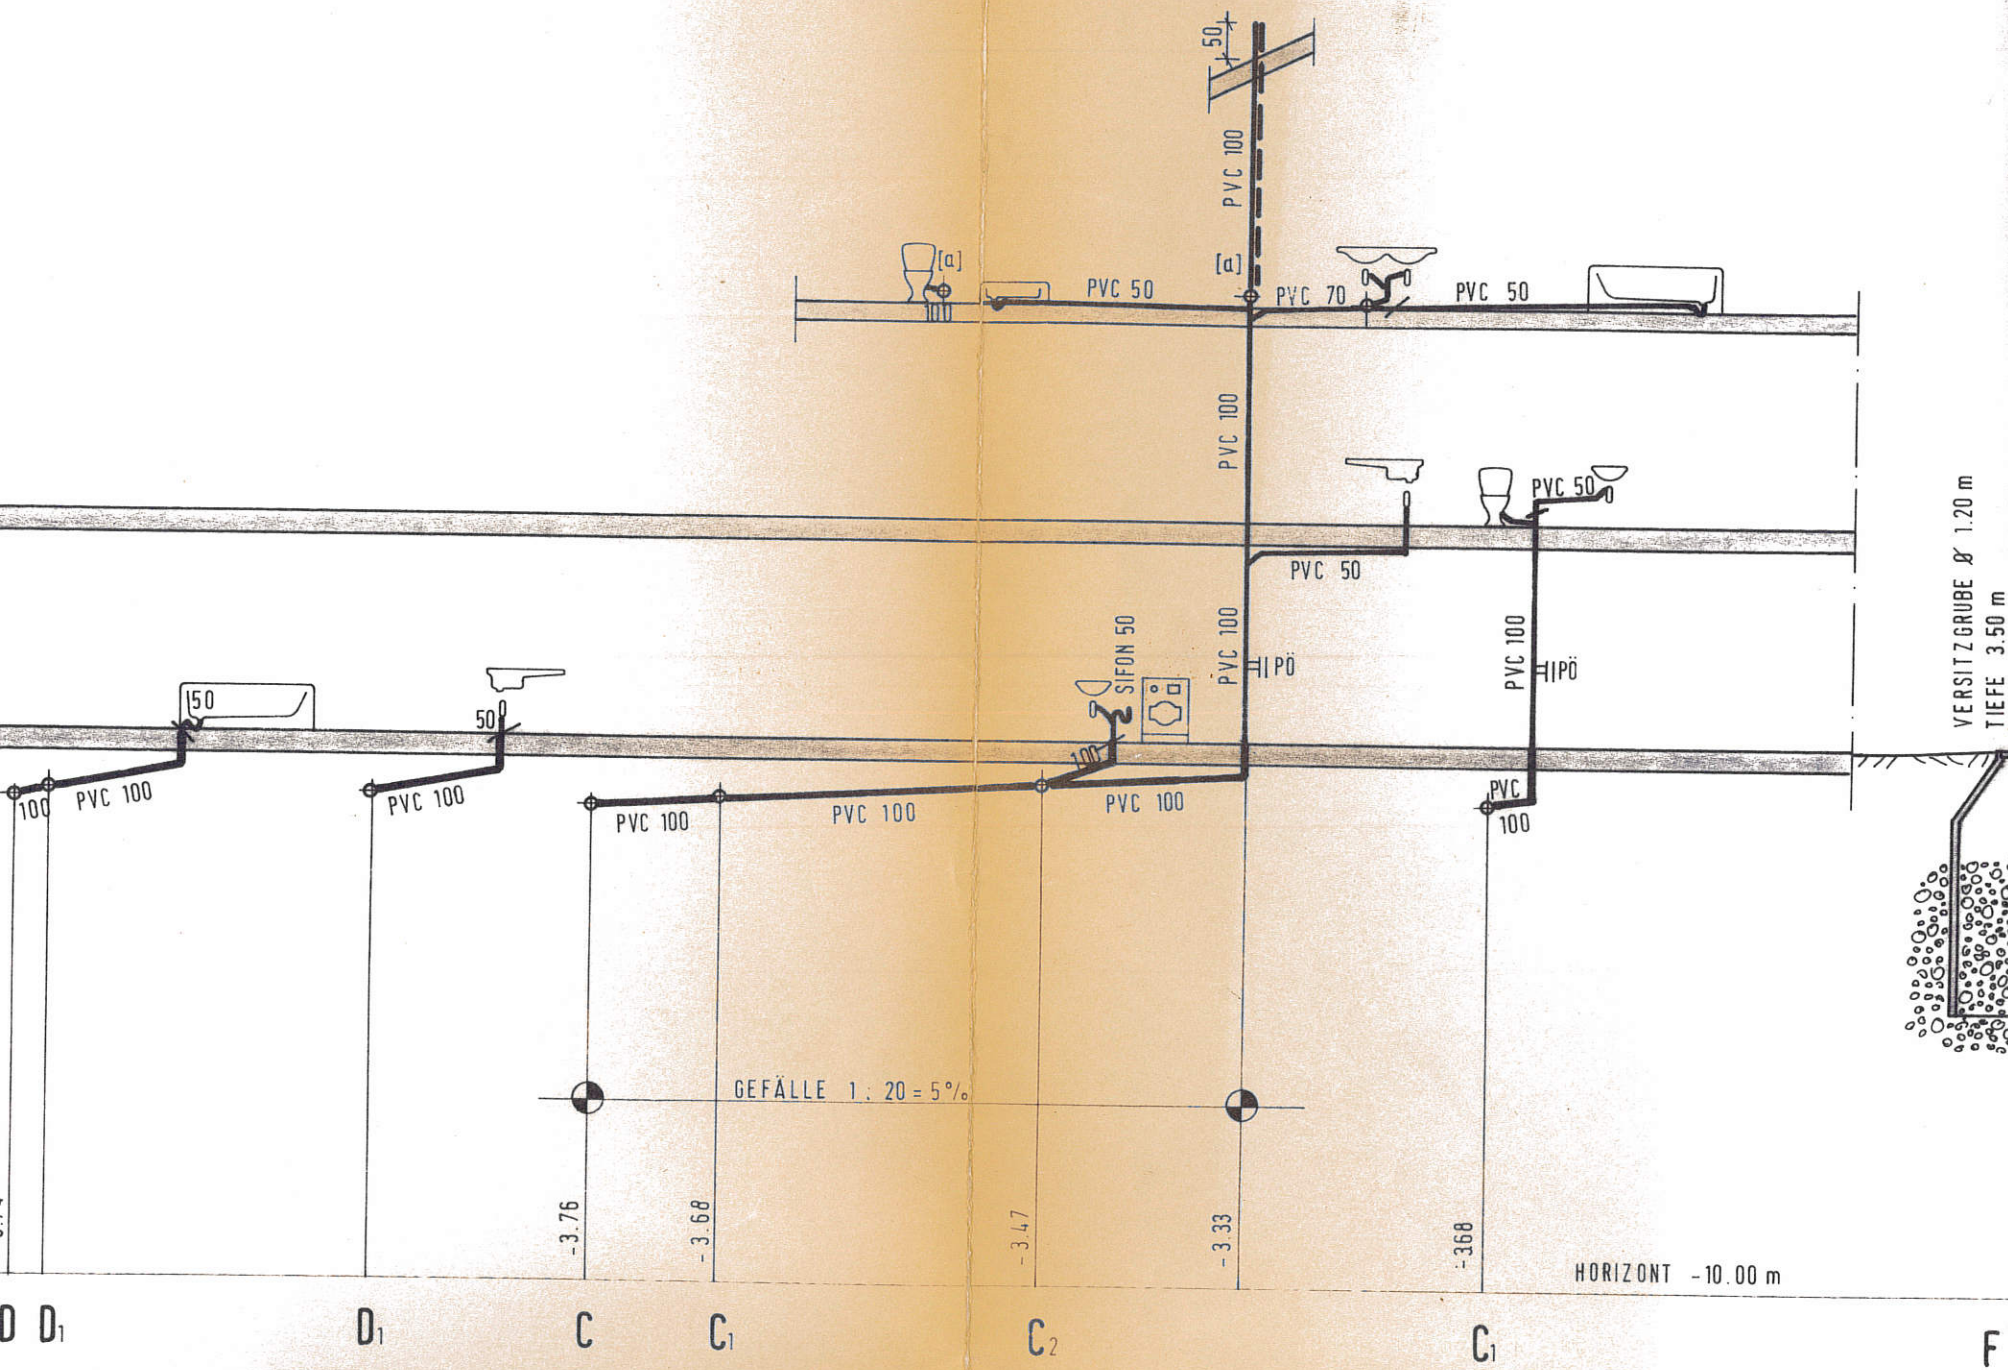 50
PVC 100
[a]
[a]
100
PVC 50
PVC 70
PVC 50
PVC 100
PVC 50
PVC 50
VERSITZGRUBE Ø 1.20 m
TIEFE 3.50 m
PVC 100
PÖ
PVC 100
PÖ
SIFON 50
50
50
100
100
PVC 100
PVC 100
PVC 100
PVC 100
PVC 100
PVC
100
GEFÄLLE 1 : 20 = 5%
-3.76
-3.68
-3.47
-3.33
-368
HORIZONT -10.00 m
D D1 D1 C C1 C2 C1 F